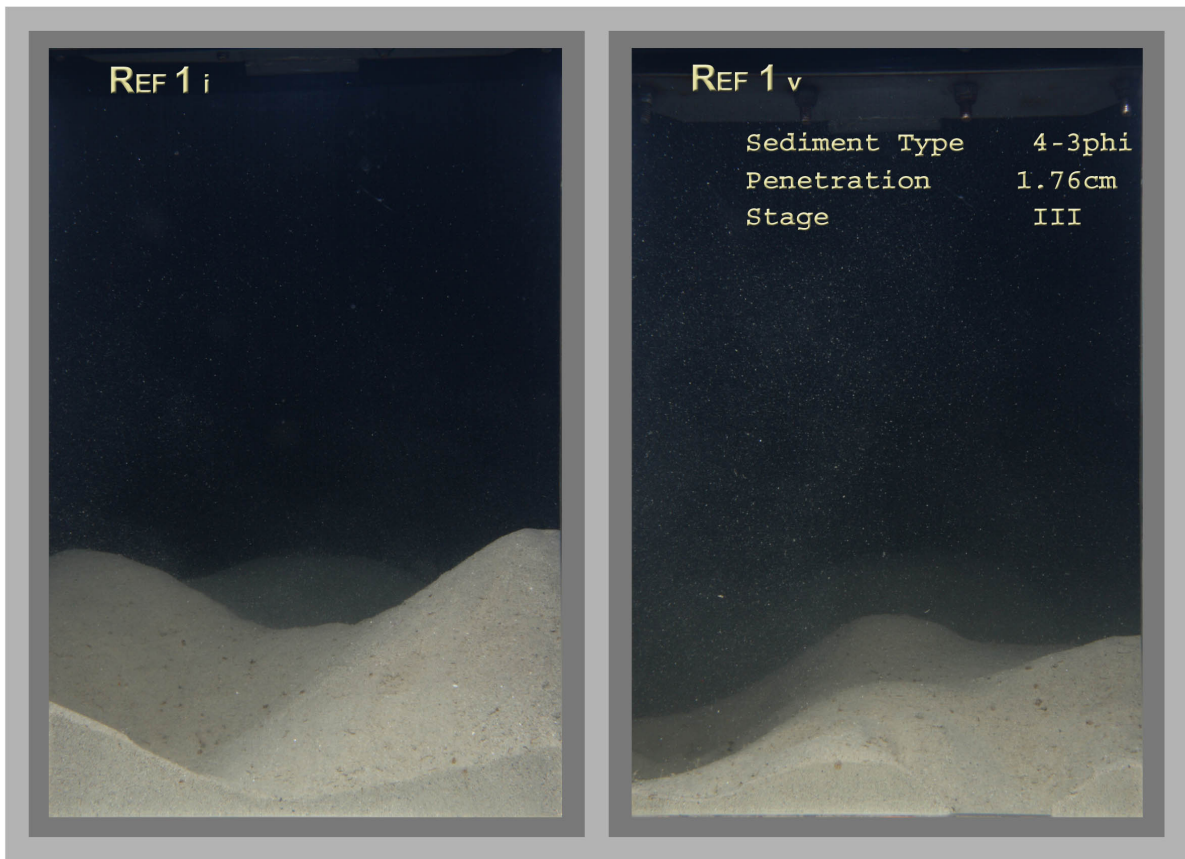 REF 1 i
REF 1 v
Sediment Type 4-3phi
Penetration 1.76cm
Stage III